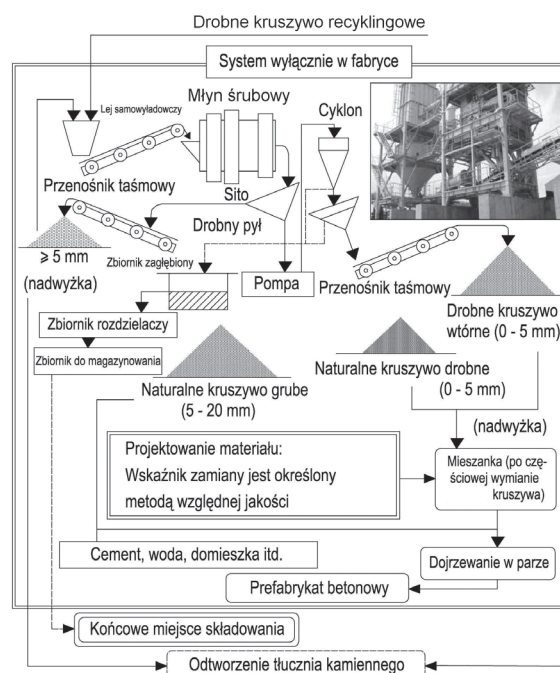 Drobne kruszywo recyklingowe
System wyłącznie w fabryce
Lej samowyładowczy
Młyn śrubowy
Cyklon
Przenośnik taśmowy
Sito
Drobny pył
≥ 5 mm
(nadwyżka)
Zbiornik zagłębiony
Pompa
Przenośnik taśmowy
Drobne kruszywo
wtórne (0 - 5 mm)
Zbiornik rozdzielaczy
Zbiornik do magazynowania
Naturalne kruszywo grube
(5 - 20 mm)
Naturalne kruszywo drobne
(0 - 5 mm)
(nadwyżka)
Projektowanie materiału:
Wskaźnik zamiany jest określony
metodą względnej jakości
Mieszanka (po czę-
ściowej wymianie
kruszywa)
Cement, woda, domieszka itd.
Dojrzewanie w parze
Prefabrykat betonowy
Końcowe miejsce składowania
Odtworzenie tłucznia kamiennego